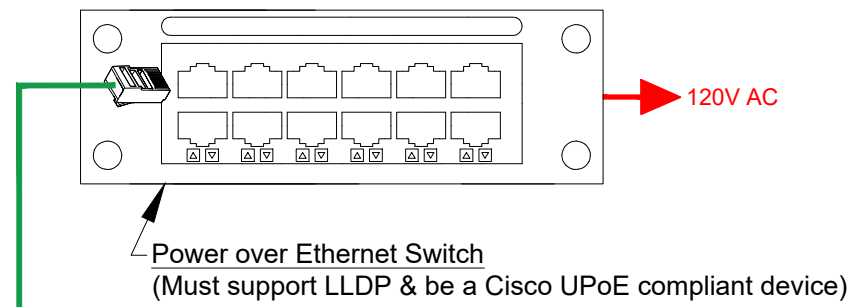 120V AC
Power over Ethernet Switch
(Must support LLDP & be a Cisco UPoE compliant device)